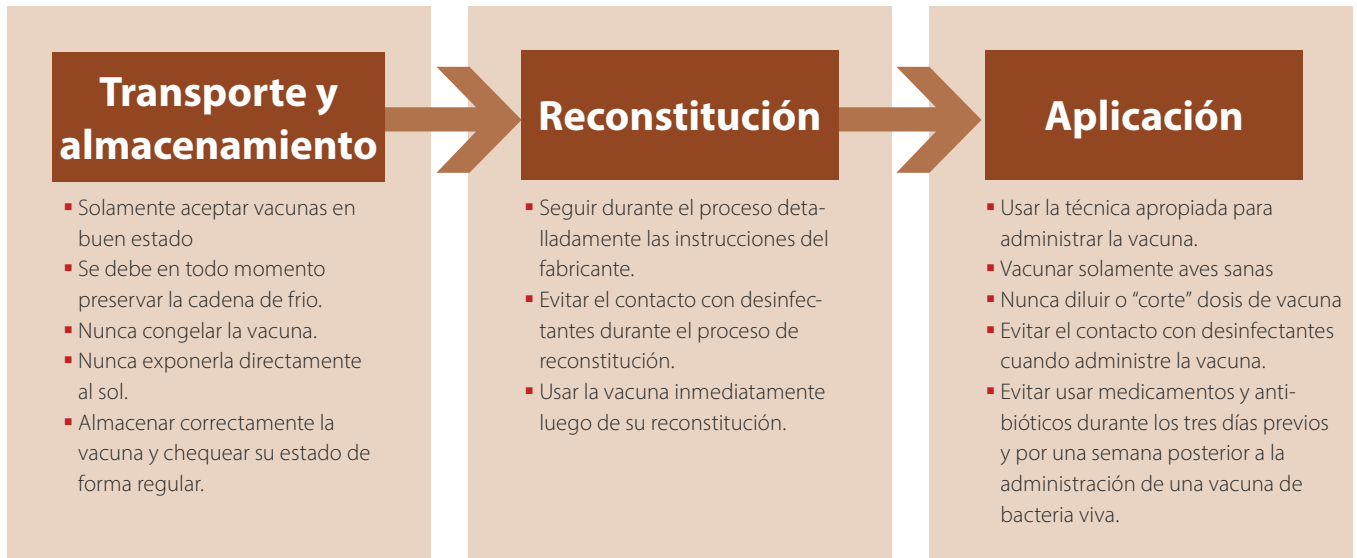 Transporte y
almacenamiento
▪ Solamente aceptar vacunas en
buen estado
▪ Se debe en todo momento
preservar la cadena de frio.
▪ Nunca congelar la vacuna.
▪ Nunca exponerla directamente
al sol.
▪ Almacenar correctamente la
vacuna y chequear su estado de
forma regular.
Reconstitución
▪ Seguir durante el proceso deta-
lladamente las instrucciones del
fabricante.
▪ Evitar el contacto con desinfec-
tantes durante el proceso de
reconstitución.
▪ Usar la vacuna inmediatamente
luego de su reconstitución.
Aplicación
▪ Usar la técnica apropiada para
administrar la vacuna.
▪ Vacunar solamente aves sanas
▪ Nunca diluir o “corte” dosis de vacuna
▪ Evitar el contacto con desinfectantes
cuando administre la vacuna.
▪ Evitar usar medicamentos y anti-
bióticos durante los tres días previos
y por una semana posterior a la
administración de una vacuna de
bacteria viva.